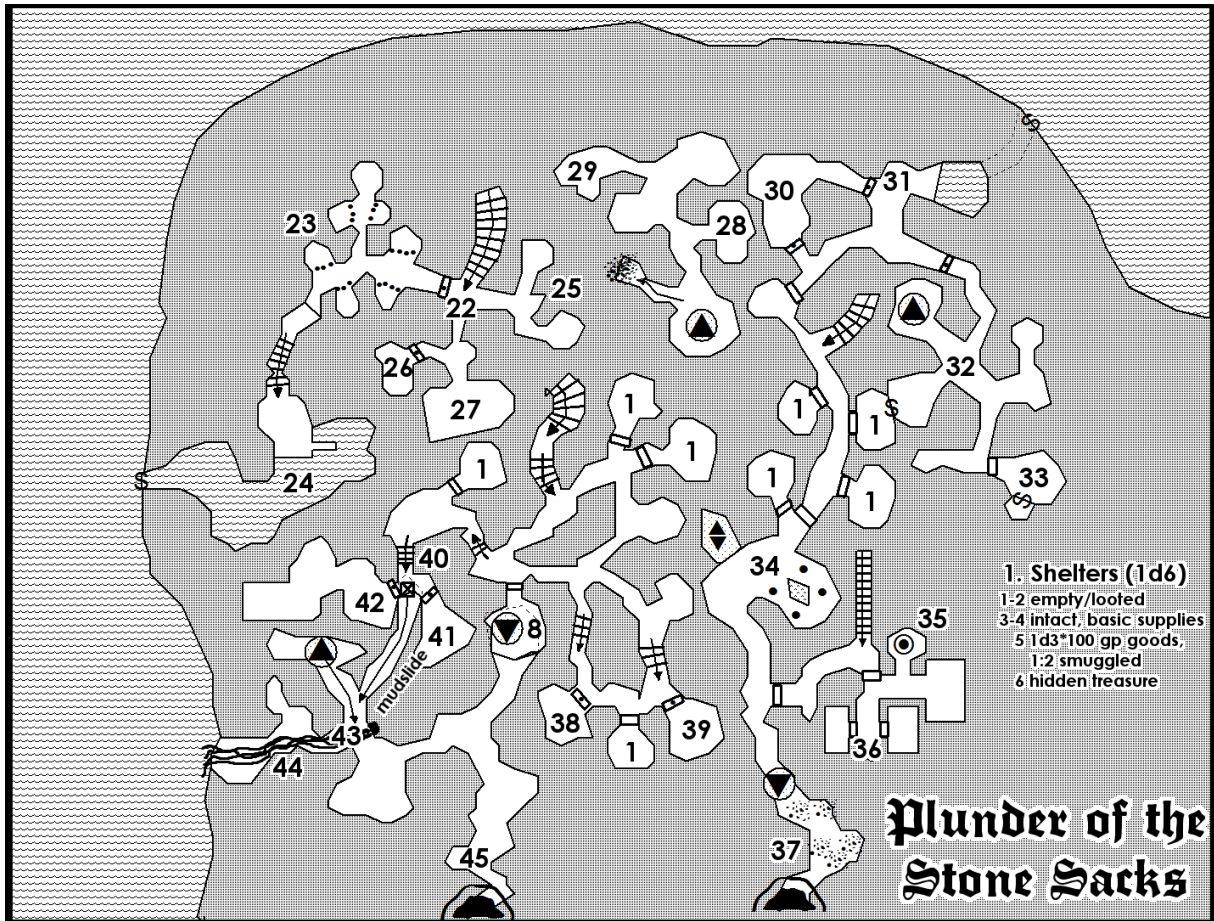 29
31
30
23
28
25
22
32
26
27
1
1
1
S
1
1
33
S
24
S
1
1
40
34
1. Shelters (1d6)
1-2 empty/looted
3-4 intact, basic supplies
5 1d3*100 gp goods,
1:2 smuggled
6 hidden treasure
42
41
8
35
mudslide
38
39
43
1
36
44
Plunder of the
Stone Sacks
37
45
S